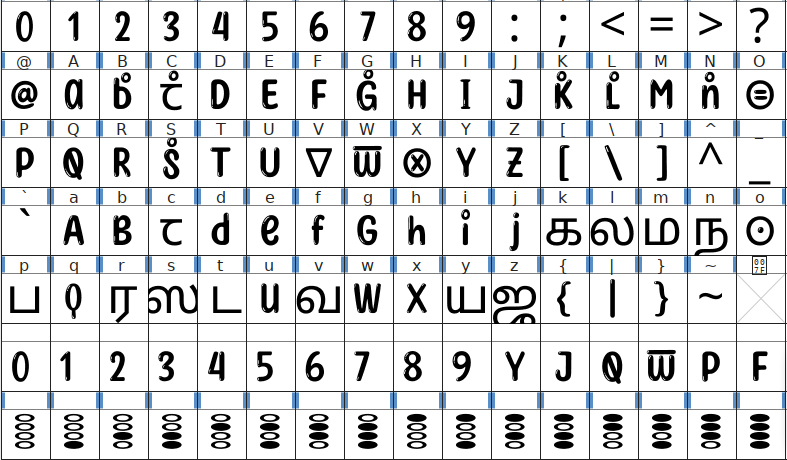 0 1 2 3 4 5 6 7 8 9 : ; < = > ?
@ A B C D E F G H I J K L M N O
@ a b̊ D E F G̊ H I J K̊ L̊ M n̊ ⊜
P Q R S T U V W X Y Z [ \ ] ^ _
P Q R S̊ T U ▽ W̅ ⓧ Y Ƶ [ \ ] ^ _
` a b c d e f g h i j k l m n o
` A B d e f G h i̊ j க ல ம ந ⊙
p q r s t u v w x y z { | } ~ 007F
ப ர ஸ ட U வ W X ய ஜ { | } ~
0 1 2 3 4 5 6 7 8 9 Y J Q W̅ P F